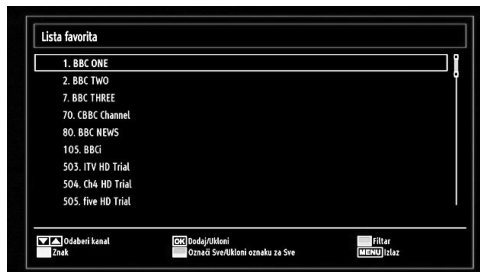 Lista favorita
1. BBC ONE
2. BBC TWO
7. BBC THREE
70. CBBC Channel
80. BBC NEWS
105. BBCi
503. ITV HD Trial
504. Ch4 HD Trial
505. five HD Trial
Odaberi kanal OK Dodaj/Ukloni Filtar
Znak Označi Sve/Ukloni oznaku za Sve MENU Izlaz